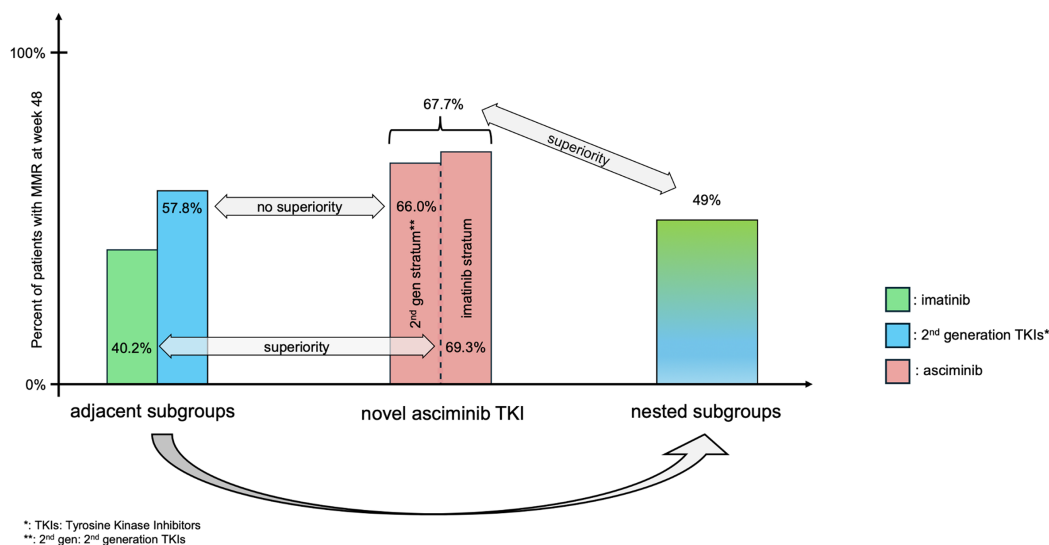 100%
Percent of patients with MMR at week 48
0%
67.7%
superiority
49%
57.8%
no superiority
66.0%
2nd gen stratum**
imatinib stratum
40.2%
superiority
69.3%
: imatinib
: 2nd generation TKIs*
: asciminib
adjacent subgroups
novel asciminib TKI
nested subgroups
*: TKIs: Tyrosine Kinase Inhibitors
**: 2nd gen: 2nd generation TKIs